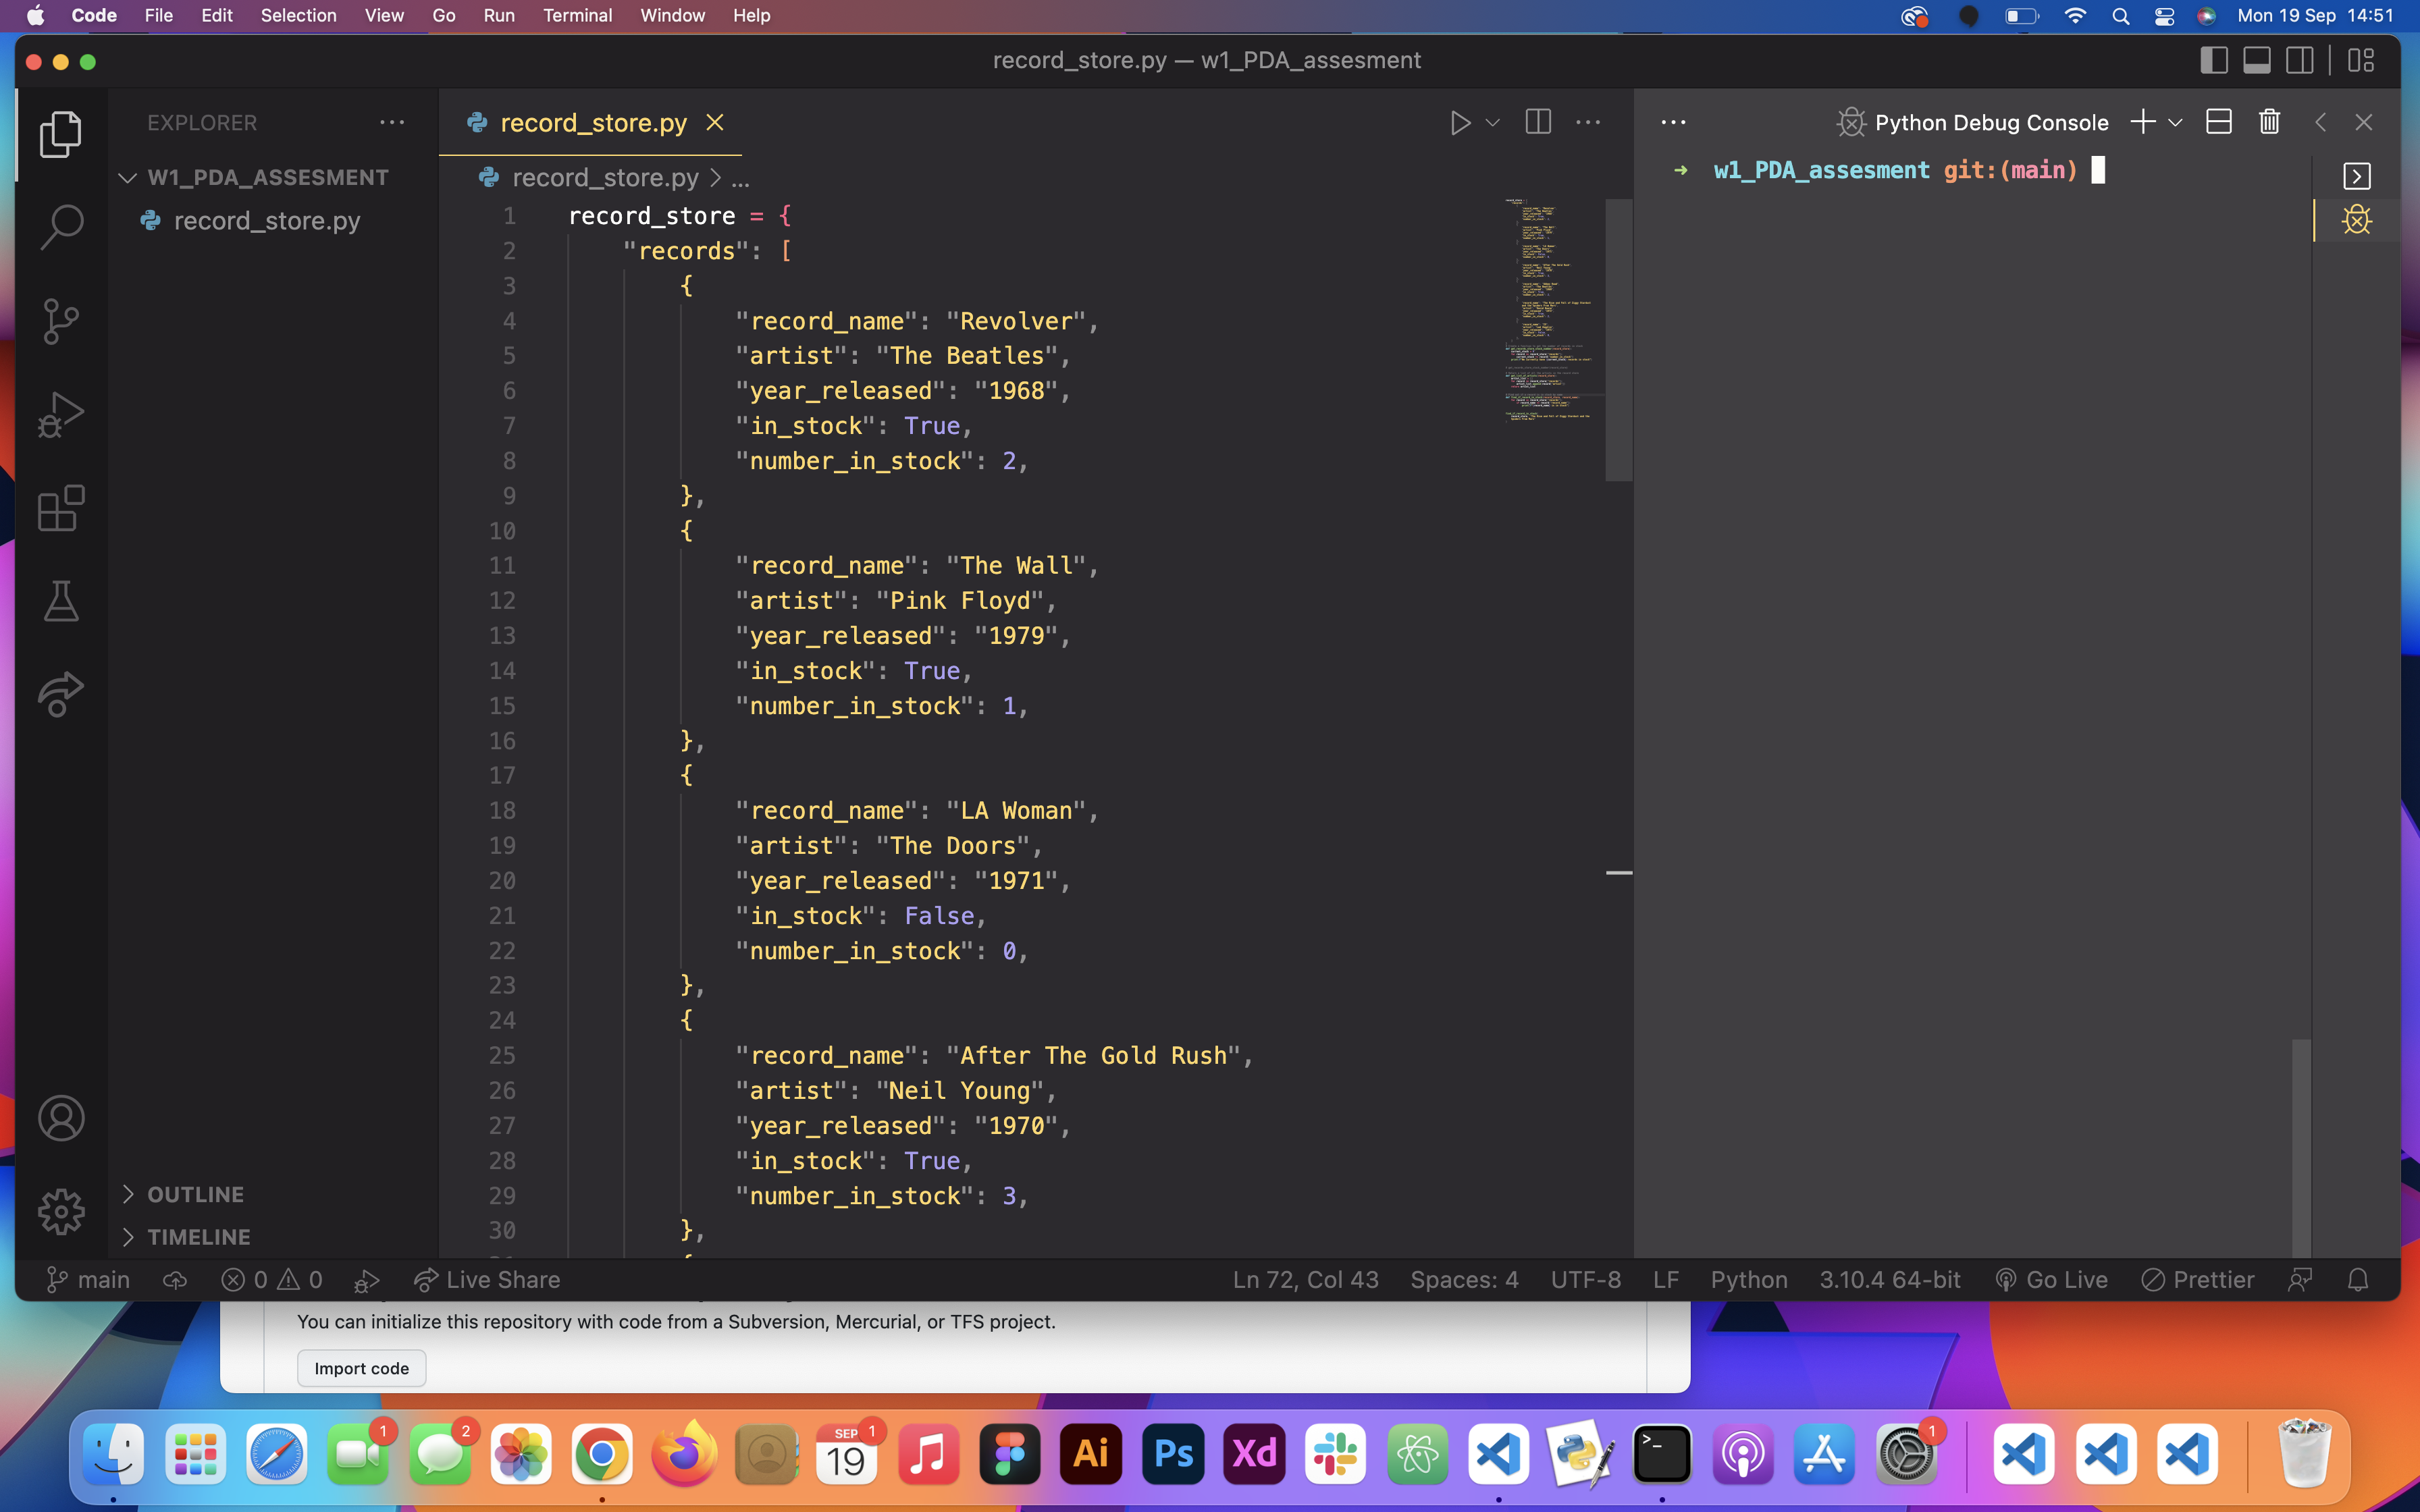 Code File Edit Selection View Go Run Terminal Window Help Mon 19 Sep 14:51
record_store.py — w1_PDA_assesment
EXPLORER
W1_PDA_ASSESMENT
record_store.py
OUTLINE
TIMELINE
record_store.py
record_store.py > ...
1 record_store = {
2 "records": [
3 {
4 "record_name": "Revolver",
5 "artist": "The Beatles",
6 "year_released": "1968",
7 "in_stock": True,
8 "number_in_stock": 2,
9 },
10 {
11 "record_name": "The Wall",
12 "artist": "Pink Floyd",
13 "year_released": "1979",
14 "in_stock": True,
15 "number_in_stock": 1,
16 },
17 {
18 "record_name": "LA Woman",
19 "artist": "The Doors",
20 "year_released": "1971",
21 "in_stock": False,
22 "number_in_stock": 0,
23 },
24 {
25 "record_name": "After The Gold Rush",
26 "artist": "Neil Young",
27 "year_released": "1970",
28 "in_stock": True,
29 "number_in_stock": 3,
30 },
Python Debug Console
➜ w1_PDA_assesment git:(main)
main 0 0 Live Share Ln 72, Col 43 Spaces: 4 UTF-8 LF Python 3.10.4 64-bit Go Live Prettier
You can initialize this repository with code from a Subversion, Mercurial, or TFS project.
Import code
1 2 SEP 1 19 Ai Ps Xd >_ 1